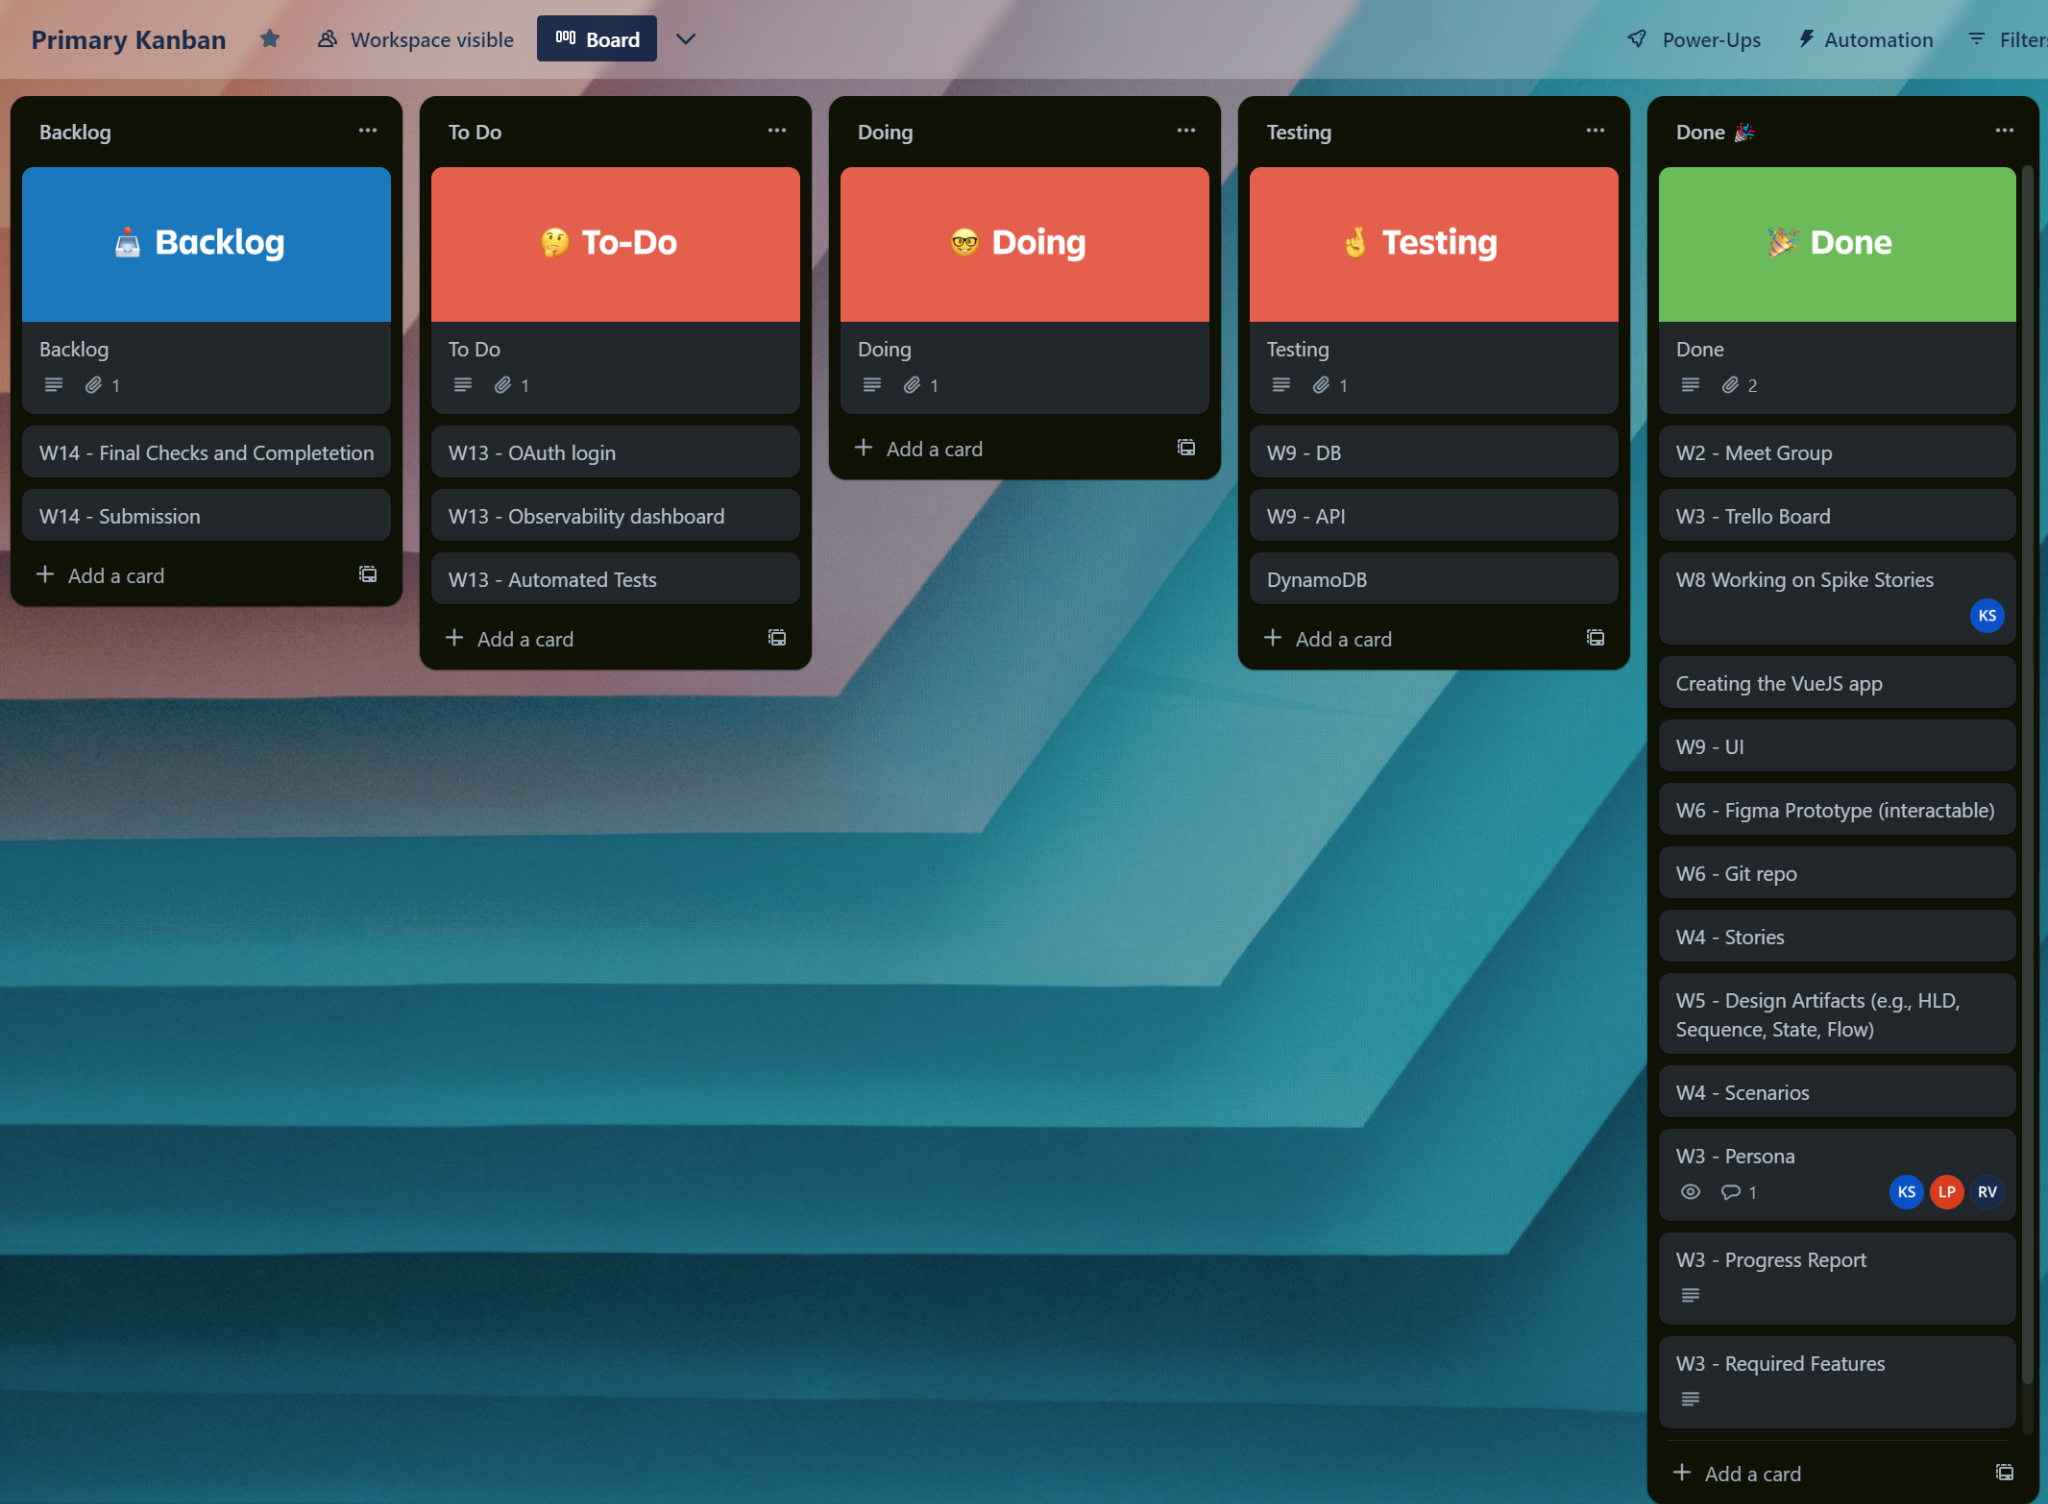 Primary Kanban
Workspace visible
Board
Power-Ups
Automation
Filters
Backlog
Backlog
Backlog
1
W14 - Final Checks and Completetion
W14 - Submission
Add a card
To Do
To-Do
To Do
1
W13 - OAuth login
W13 - Observability dashboard
W13 - Automated Tests
Add a card
Doing
Doing
Doing
1
Add a card
Testing
Testing
Testing
1
W9 - DB
W9 - API
DynamoDB
Add a card
Done 🎉
Done
Done
2
W2 - Meet Group
W3 - Trello Board
W8 Working on Spike Stories
KS
Creating the VueJS app
W9 - UI
W6 - Figma Prototype (interactable)
W6 - Git repo
W4 - Stories
W5 - Design Artifacts (e.g., HLD,
Sequence, State, Flow)
W4 - Scenarios
W3 - Persona
1 KS LP RV
W3 - Progress Report
W3 - Required Features
Add a card